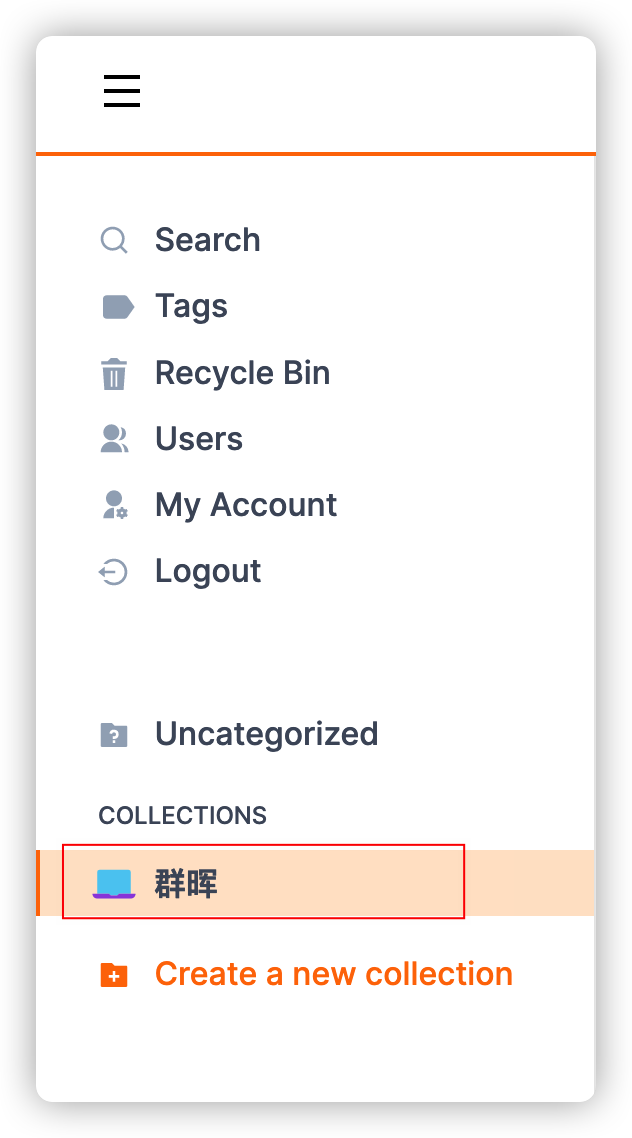 Search
Tags
Recycle Bin
Users
My Account
Logout
Uncategorized
COLLECTIONS
群晖
Create a new collection